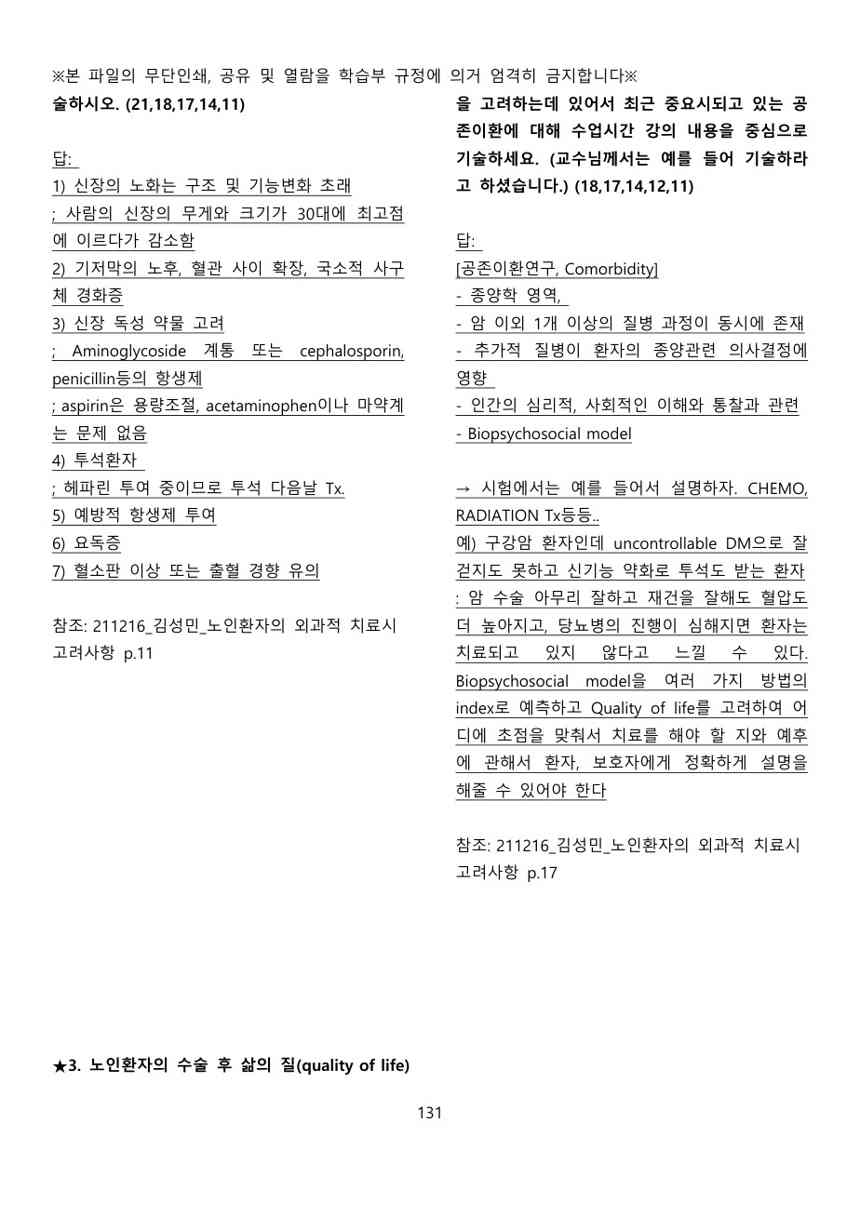 ※본 파일의 무단인쇄, 공유 및 열람을 학습부 규정에 의거 엄격히 금지합니다※
술하시오. (21,18,17,14,11)
답:
1) 신장의 노화는 구조 및 기능변화 초래
; 사람의 신장의 무게와 크기가 30대에 최고점
에 이르다가 감소함
2) 기저막의 노후, 혈관 사이 확장, 국소적 사구
체 경화증
3) 신장 독성 약물 고려
; Aminoglycoside 계통 또는 cephalosporin,
penicillin등의 항생제
; aspirin은 용량조절, acetaminophen이나 마약계
는 문제 없음
4) 투석환자
; 헤파린 투여 중이므로 투석 다음날 Tx.
5) 예방적 항생제 투여
6) 요독증
7) 혈소판 이상 또는 출혈 경향 유의
참조: 211216_김성민_노인환자의 외과적 치료시
고려사항 p.11
★3. 노인환자의 수술 후 삶의 질(quality of life)
을 고려하는데 있어서 최근 중요시되고 있는 공
존이환에 대해 수업시간 강의 내용을 중심으로
기술하세요. (교수님께서는 예를 들어 기술하라
고 하셨습니다.) (18,17,14,12,11)
답:
[공존이환연구, Comorbidity]
- 종양학 영역,
- 암 이외 1개 이상의 질병 과정이 동시에 존재
- 추가적 질병이 환자의 종양관련 의사결정에
영향
- 인간의 심리적, 사회적인 이해와 통찰과 관련
- Biopsychosocial model
→ 시험에서는 예를 들어서 설명하자. CHEMO,
RADIATION Tx등등..
예) 구강암 환자인데 uncontrollable DM으로 잘
걷지도 못하고 신기능 약화로 투석도 받는 환자
: 암 수술 아무리 잘하고 재건을 잘해도 혈압도
더 높아지고, 당뇨병의 진행이 심해지면 환자는
치료되고 있지 않다고 느낄 수 있다.
Biopsychosocial model을 여러 가지 방법의
index로 예측하고 Quality of life를 고려하여 어
디에 초점을 맞춰서 치료를 해야 할 지와 예후
에 관해서 환자, 보호자에게 정확하게 설명을
해줄 수 있어야 한다
참조: 211216_김성민_노인환자의 외과적 치료시
고려사항 p.17
131